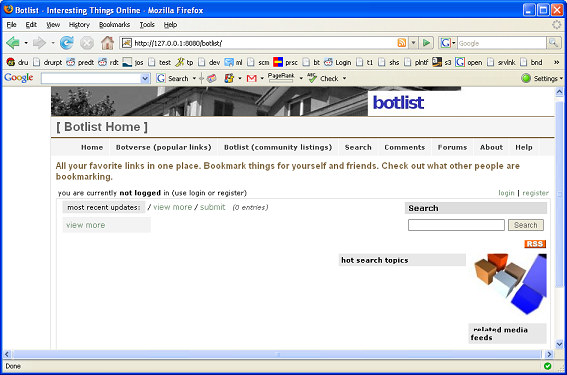 Botlist - Interesting Things Online - Mozilla Firefox
File Edit View History Bookmarks Tools Help
http://127.0.0.1:8080/botlist/
Google
dru drurpt predt rdt jos test tp dev ml scm prsc bt Login t1 shs plntf s3 open srvlnk bnd
Google Search PageRank Check Settings
botlist
[ Botlist Home ]
Home Botverse (popular links) Botlist (community listings) Search Comments Forums About Help
All your favorite links in one place. Bookmark things for yourself and friends. Check out what other people are
bookmarking.
you are currently not logged in (use login or register) login | register
most recent updates: / view more / submit (0 entries)
Search
view more
Search
RSS
hot search topics
related media
feeds
Done